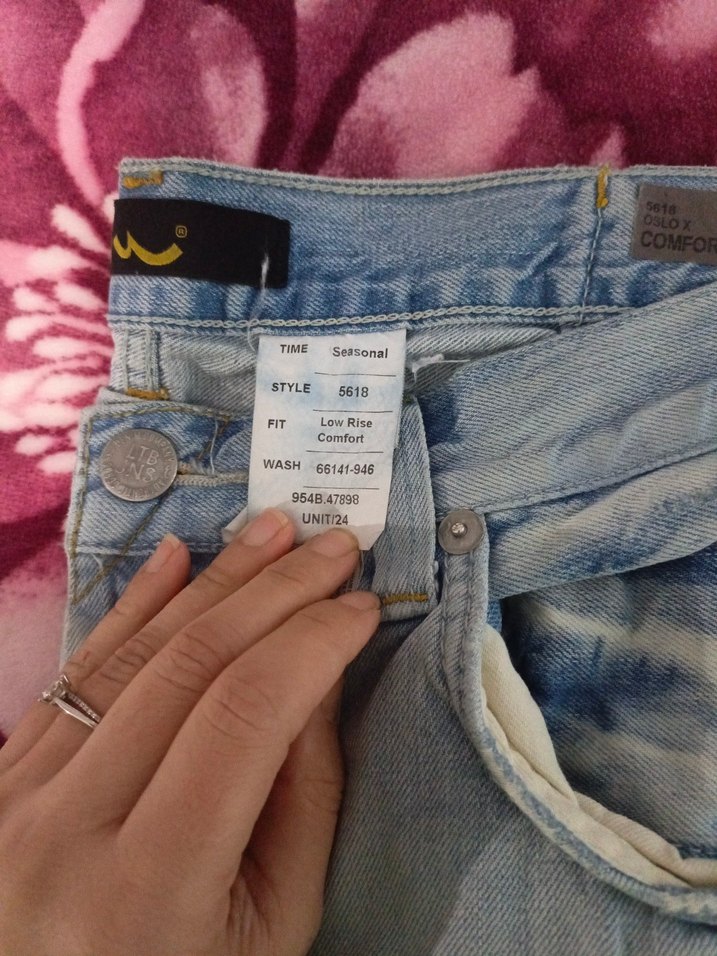 ®
5618
OSLO X
COMFOR
TIME Seasonal
STYLE 5618
FIT Low Rise
Comfort
WASH 66141-946
954B.47898
UNIT/24
LTB
JNS